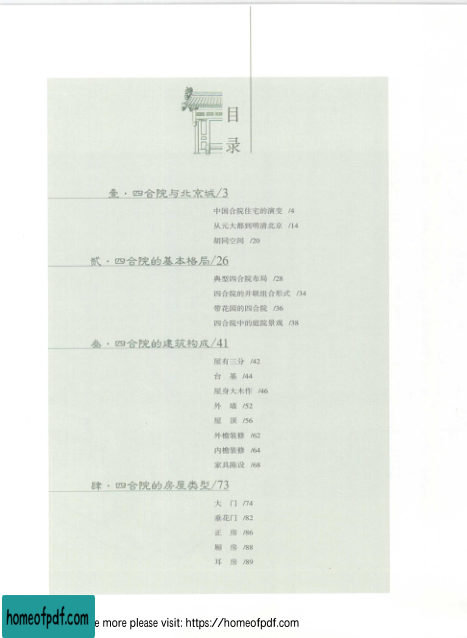 目
录
壹·四合院与北京城/3
中国合院住宅的演变 /4
从元大都到明清北京 /14
胡同空间 /20
贰·四合院的基本格局/26
典型四合院布局 /28
四合院的并联组合形式 /34
带花园的四合院 /36
四合院中的庭院景观 /38
叁·四合院的建筑构成/41
屋有三分 /42
台 基 /44
屋身大木作 /46
外 墙 /52
屋 顶 /56
外檐装修 /62
内檐装修 /64
家具陈设 /68
肆·四合院的房屋类型/73
大 门 /74
垂花门 /82
正 房 /86
厢 房 /88
耳 房 /89
homeofpdf.com
e more please visit: https://homeofpdf.com